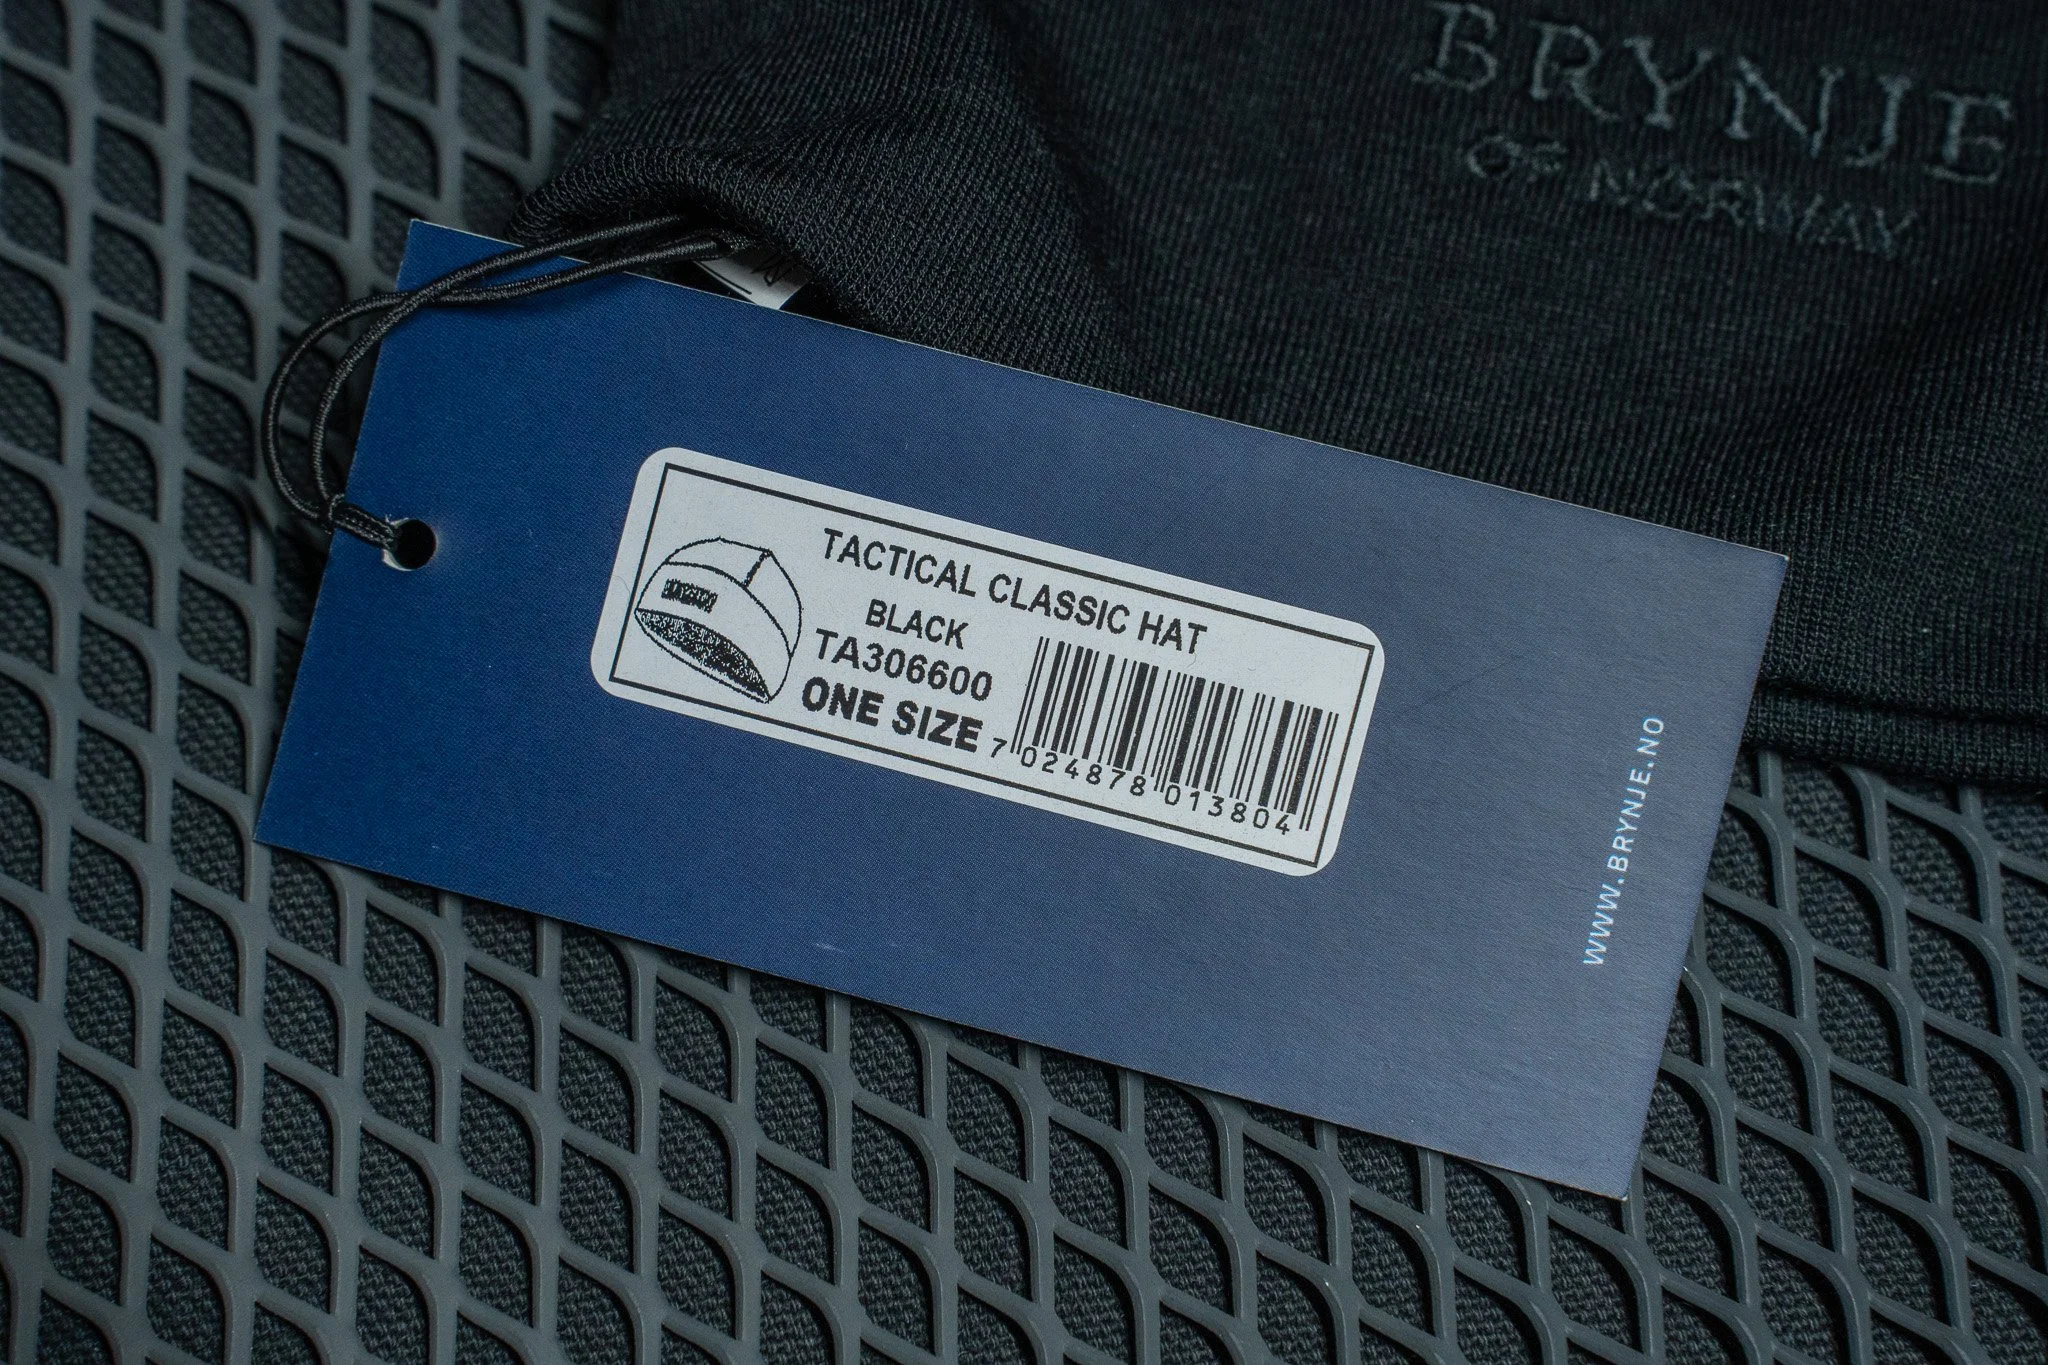 BRYNJE
OF NORWAY
TACTICAL CLASSIC HAT
BLACK
TA306600
ONE SIZE
7 024878 013804
WWW.BRYNJE.NO